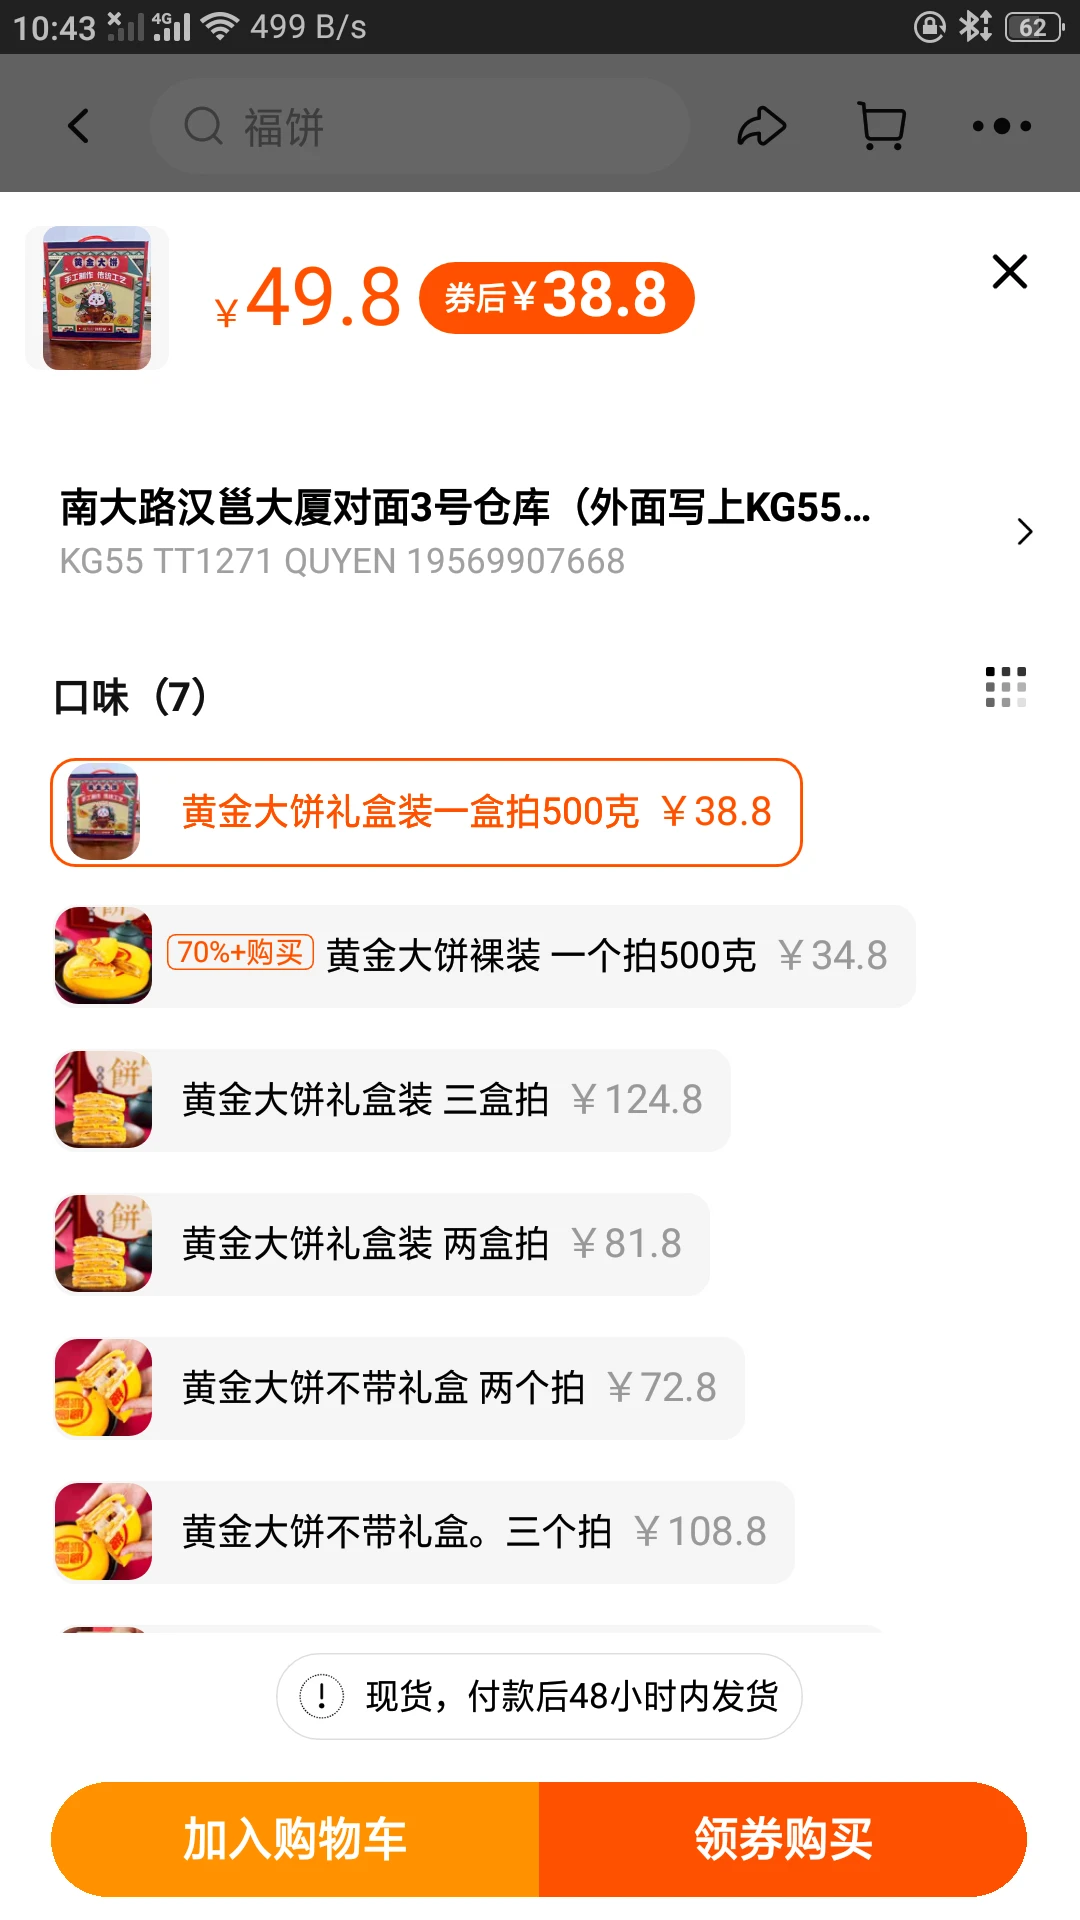 10:43 4G 499 B/s 62
福饼
黄金大饼
手工制作 传统工艺
￥49.8 券后￥38.8
南大路汉邕大厦对面3号仓库（外面写上KG55...
KG55 TT1271 QUYEN 19569907668
口味（7）
黄金大饼礼盒装一盒拍500克 ￥38.8
70%+购买 黄金大饼裸装 一个拍500克 ￥34.8
黄金大饼礼盒装 三盒拍 ￥124.8
黄金大饼礼盒装 两盒拍 ￥81.8
黄金大饼不带礼盒 两个拍 ￥72.8
黄金大饼不带礼盒。三个拍 ￥108.8
现货，付款后48小时内发货
加入购物车 领券购买